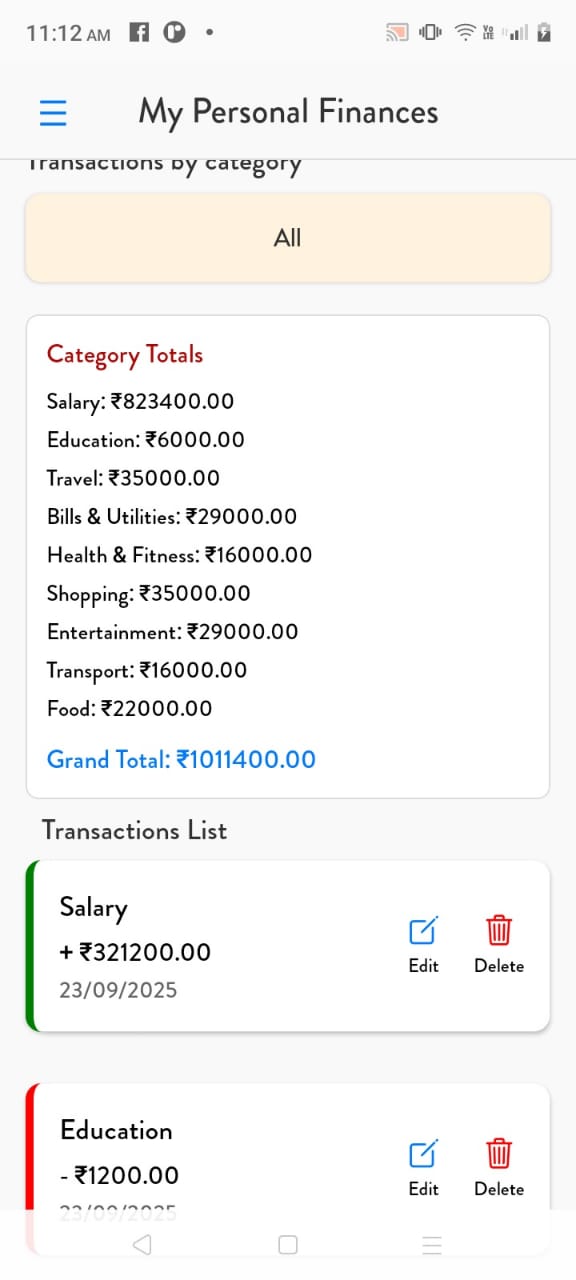 11:12 AM
My Personal Finances
Transactions by category
All
Category Totals
Salary: ₹823400.00
Education: ₹6000.00
Travel: ₹35000.00
Bills & Utilities: ₹29000.00
Health & Fitness: ₹16000.00
Shopping: ₹35000.00
Entertainment: ₹29000.00
Transport: ₹16000.00
Food: ₹22000.00
Grand Total: ₹1011400.00
Transactions List
Salary
+ ₹321200.00
23/09/2025
Edit
Delete
Education
- ₹1200.00
23/09/2025
Edit
Delete